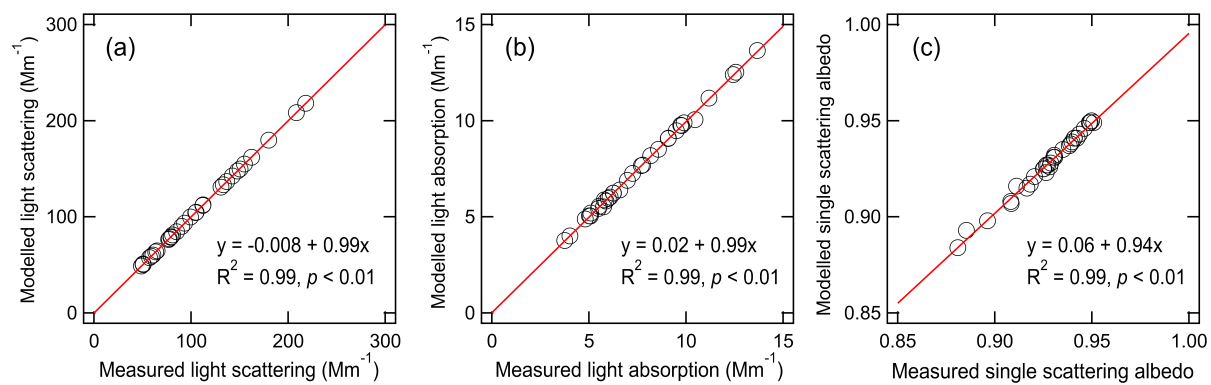 (a)
Modelled light scattering (Mm⁻¹)
300
200
100
0
y = -0.008 + 0.99x
R² = 0.99, p < 0.01
0 100 200 300
Measured light scattering (Mm⁻¹)
(b)
Modelled light absorption (Mm⁻¹)
15
10
5
0
y = 0.02 + 0.99x
R² = 0.99, p < 0.01
0 5 10 15
Measured light absorption (Mm⁻¹)
(c)
Modelled single scattering albedo
1.00
0.95
0.90
0.85
y = 0.06 + 0.94x
R² = 0.99, p < 0.01
0.85 0.90 0.95 1.00
Measured single scattering albedo